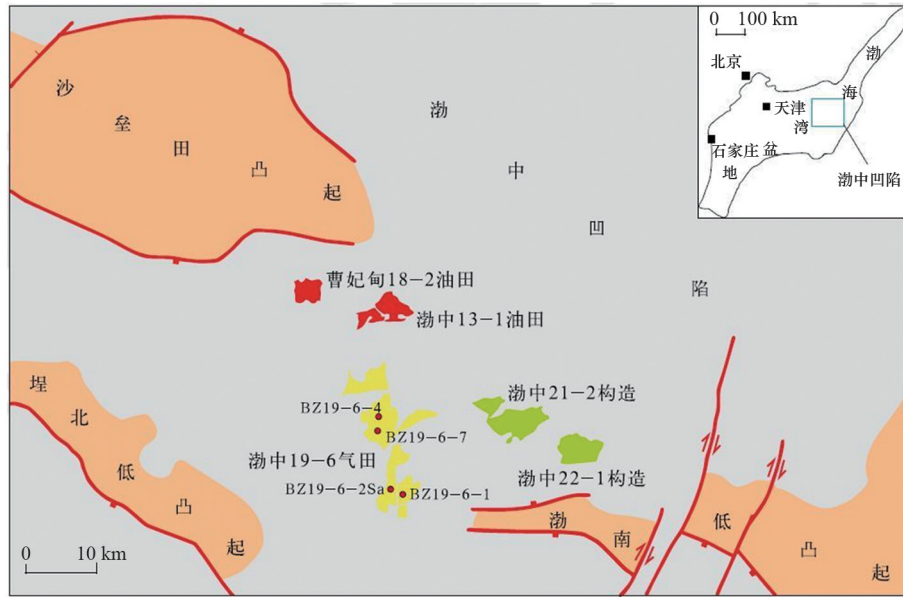 沙垒田凸起
渤中凹陷
0 100 km
北京
天津
石家庄
渤海湾盆地
渤中凹陷
曹妃甸18-2油田
渤中13-1油田
埕北低凸起
BZ19-6-4
BZ19-6-7
渤中19-6气田
BZ19-6-2Sa
BZ19-6-1
渤中21-2构造
渤中22-1构造
渤南低凸起
0 10 km